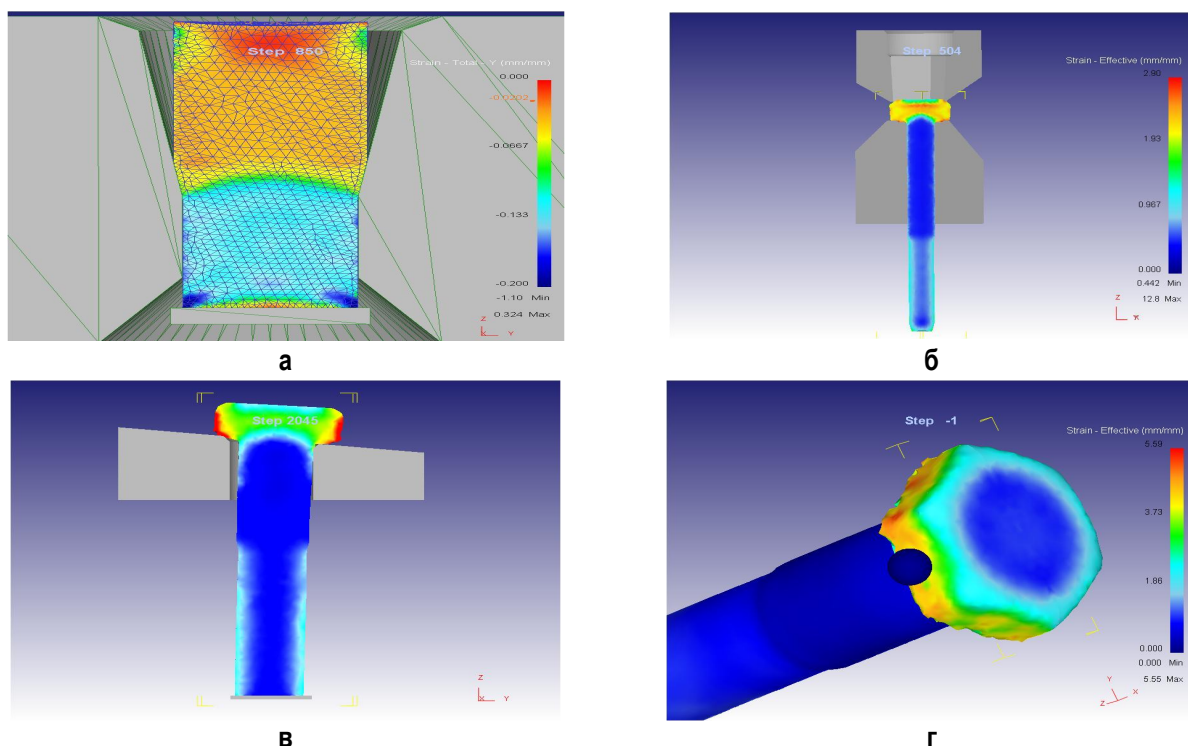 Step 850
Strain - Total - Y (mm/mm)
0.000
-0.0202
-0.0667
-0.133
-0.200
-1.10 Min
0.324 Max
Z
X Y
а
Step 504
Strain - Effective (mm/mm)
2.90
1.93
0.967
0.000
0.442 Min
12.8 Max
Z
б
Step 2045
Z
X Y
в
Step -1
Strain - Effective (mm/mm)
5.59
3.73
1.86
0.000
0.000 Min
5.55 Max
Y
X
Z
г